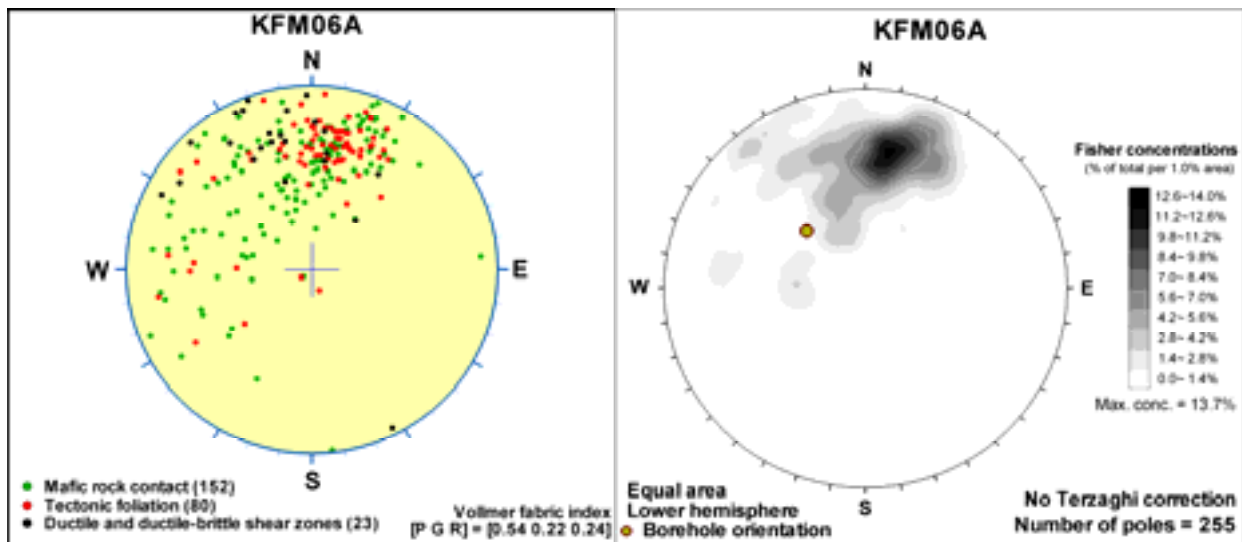 KFM06A
N
W
E
S
Mafic rock contact (152)
Tectonic foliation (80)
Ductile and ductile-brittle shear zones (23)
Vollmer fabric index
[P G R] = [0.54 0.22 0.24]
KFM06A
N
W
E
S
Fisher concentrations
(% of total per 1.0% area)
12.6~14.0%
11.2~12.6%
9.8~11.2%
8.4~ 9.8%
7.0~ 8.4%
5.6~ 7.0%
4.2~ 5.6%
2.8~ 4.2%
1.4~ 2.8%
0.0~ 1.4%
Max. conc. = 13.7%
Equal area
Lower hemisphere
Borehole orientation
No Terzaghi correction
Number of poles = 255